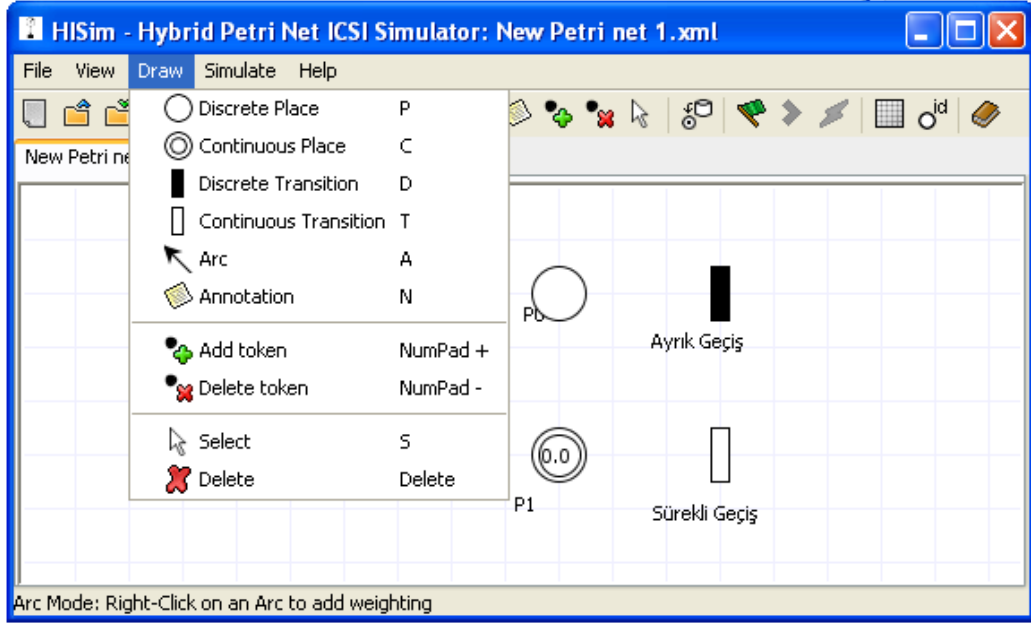 HISim - Hybrid Petri Net ICSI Simulator: New Petri net 1.xml
File View Draw Simulate Help
Discrete Place P
Continuous Place C
Discrete Transition D
Continuous Transition T
Arc A
Annotation N
Add token NumPad +
Delete token NumPad -
Select S
Delete Delete
id
New Petri ne
P0
Ayrık Geçiş
0.0
P1
Sürekli Geçiş
Arc Mode: Right-Click on an Arc to add weighting